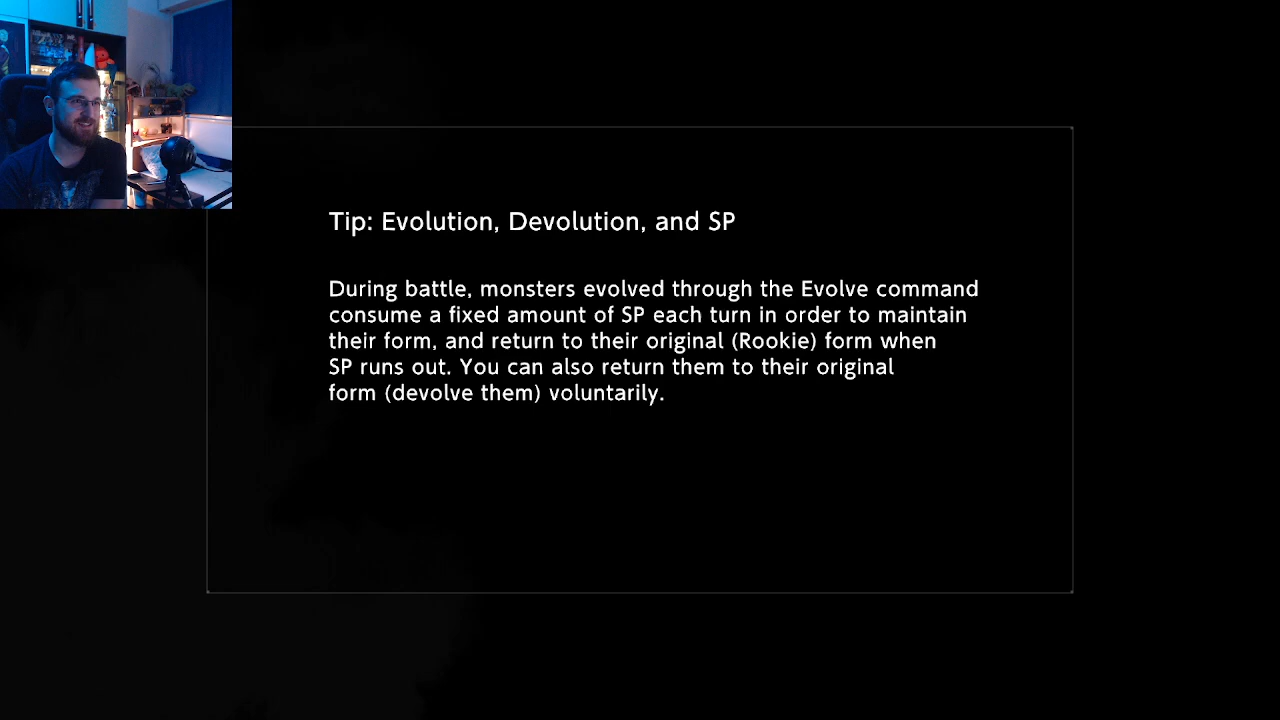 Tip: Evolution, Devolution, and SP
During battle, monsters evolved through the Evolve command
consume a fixed amount of SP each turn in order to maintain
their form, and return to their original (Rookie) form when
SP runs out. You can also return them to their original
form (devolve them) voluntarily.